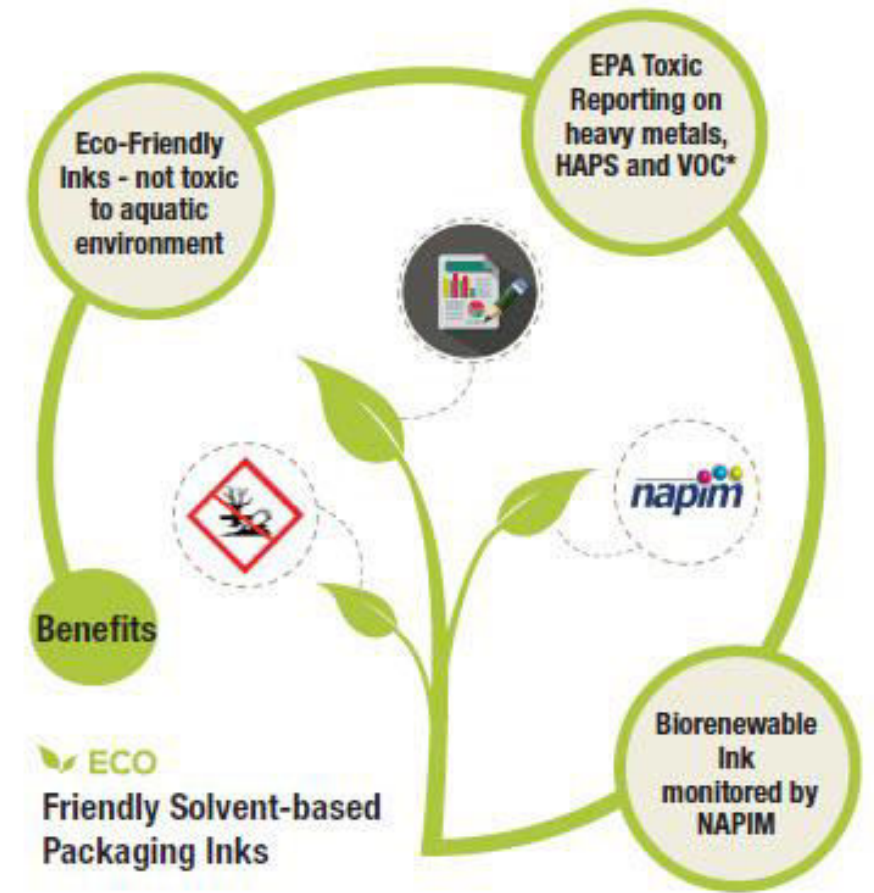 Eco-Friendly
Inks - not toxic
to aquatic
environment
EPA Toxic
Reporting on
heavy metals,
HAPS and VOC*
napim
Benefits
Biorenewable
Ink
monitored by
NAPIM
ECO
Friendly Solvent-based
Packaging Inks